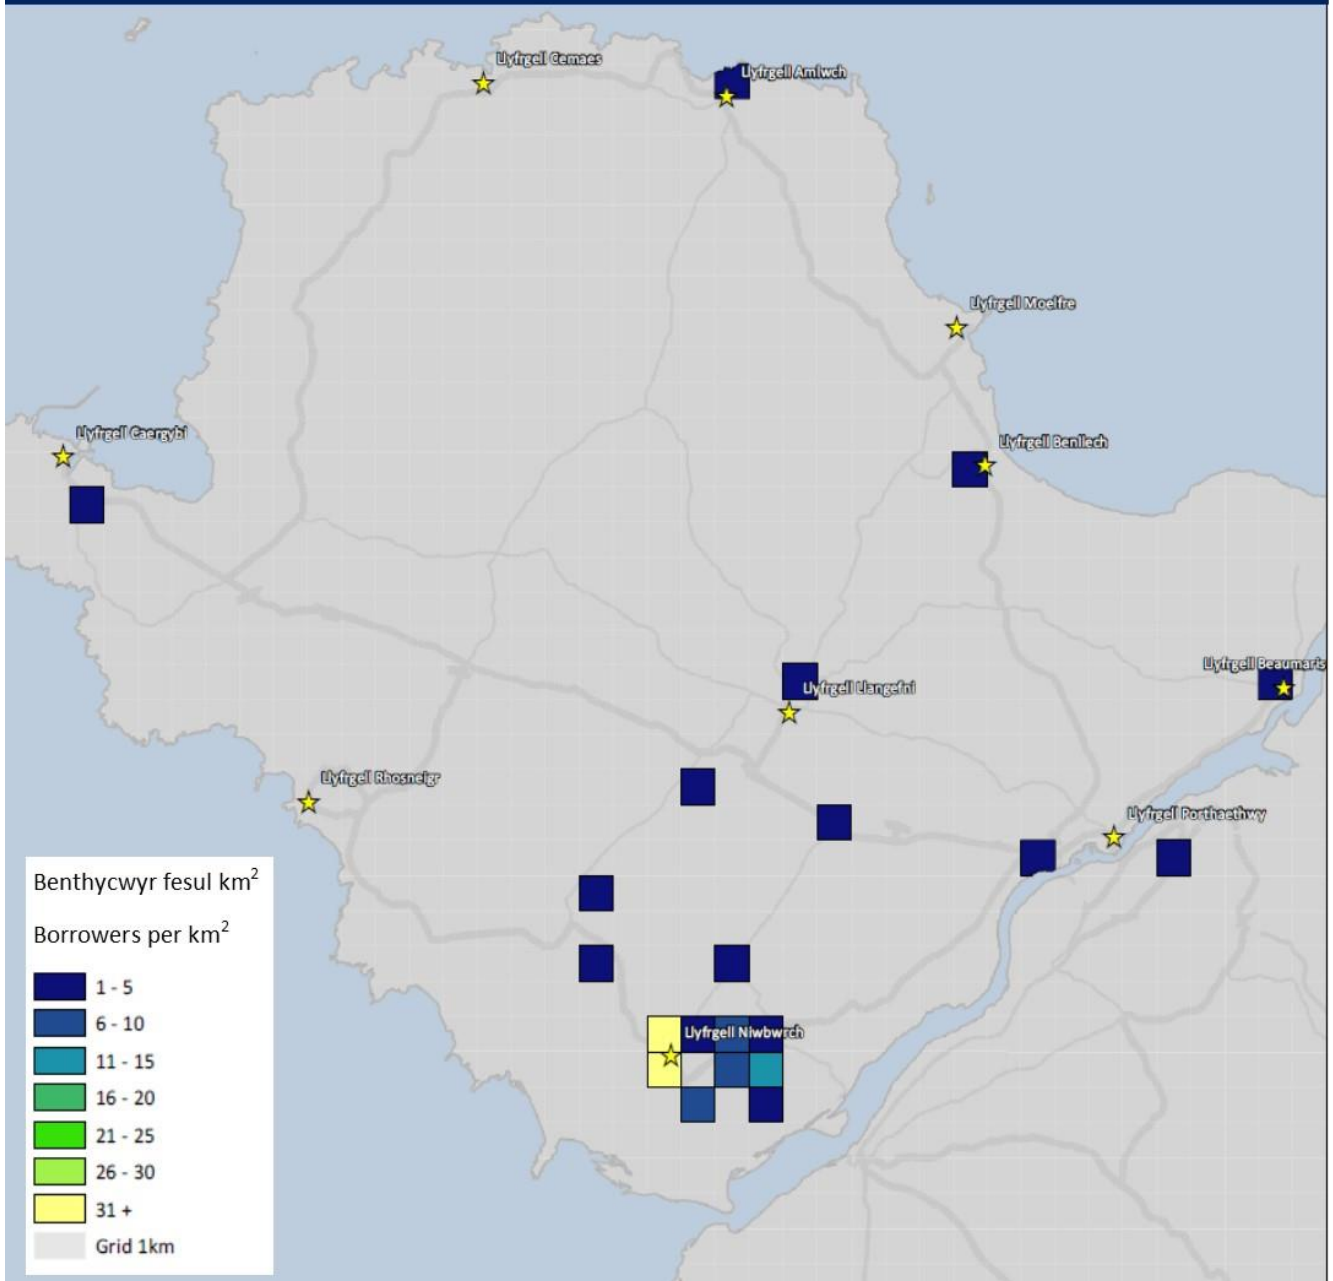 Llyfrgell Cemaes
Llyfrgell Amlwch
Llyfrgell Moelfre
Llyfrgell Caergybi
Llyfrgell Benllech
Llyfrgell Beaumaris
Llyfrgell Llangefni
Llyfrgell Rhosneigr
Llyfrgell Porthaethwy
Llyfrgell Niwbwrch
Benthycwyr fesul km²
Borrowers per km²
1 - 5
6 - 10
11 - 15
16 - 20
21 - 25
26 - 30
31 +
Grid 1km